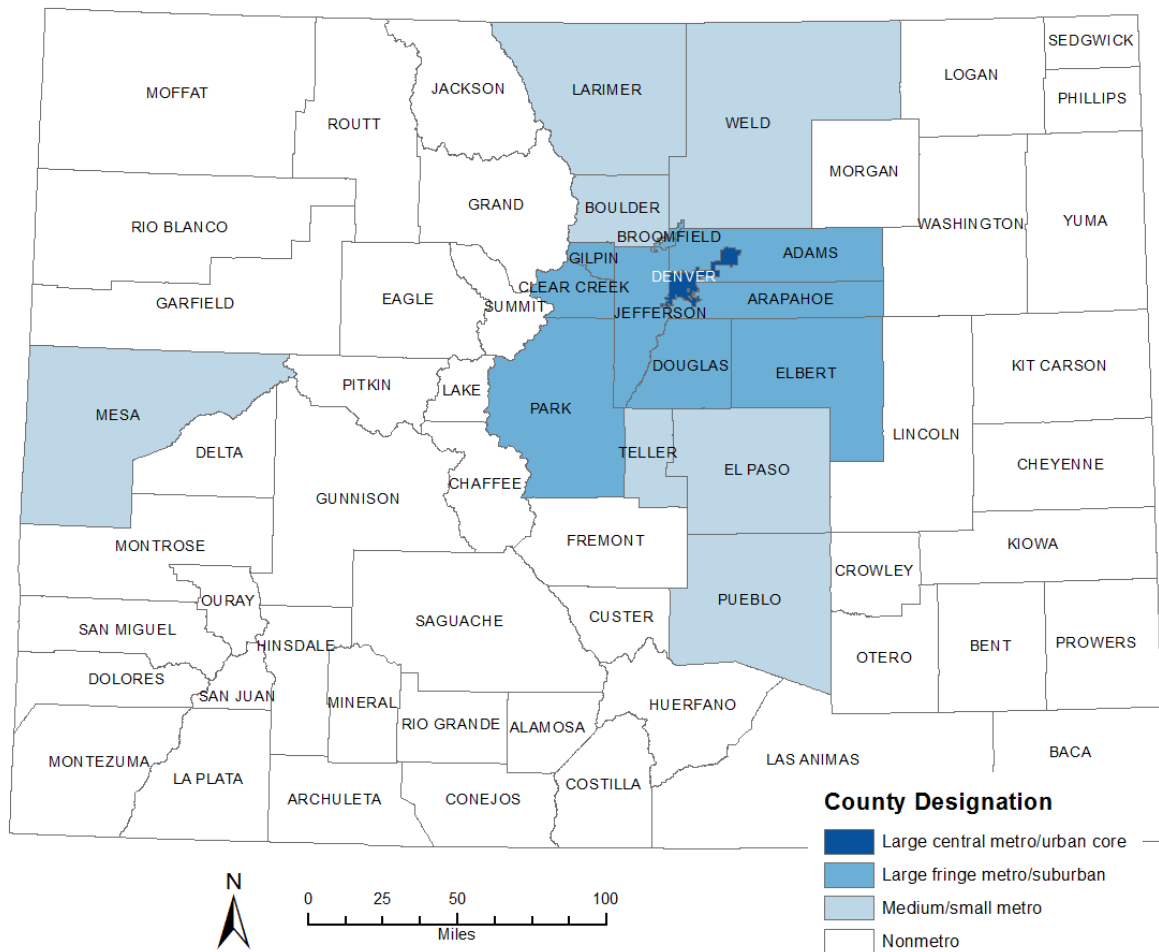 SEDGWICK
LOGAN
JACKSON
LARIMER
MOFFAT
PHILLIPS
ROUTT
WELD
MORGAN
GRAND
BOULDER
WASHINGTON
YUMA
RIO BLANCO
BROOMFIELD
GILPIN
ADAMS
DENVER
CLEAR CREEK
EAGLE
GARFIELD
SUMMIT
ARAPAHOE
JEFFERSON
KIT CARSON
DOUGLAS
ELBERT
PITKIN
LAKE
PARK
MESA
LINCOLN
DELTA
TELLER
CHEYENNE
EL PASO
CHAFFEE
GUNNISON
FREMONT
KIOWA
MONTROSE
CROWLEY
OURAY
PUEBLO
CUSTER
SAGUACHE
SAN MIGUEL
HINSDALE
BENT
PROWERS
OTERO
DOLORES
SAN JUAN
MINERAL
HUERFANO
RIO GRANDE
ALAMOSA
BACA
MONTEZUMA
LAS ANIMAS
LA PLATA
COSTILLA
ARCHULETA
CONEJOS
County Designation
Large central metro/urban core
Large fringe metro/suburban
Medium/small metro
Nonmetro
N
0 25 50 100
Miles